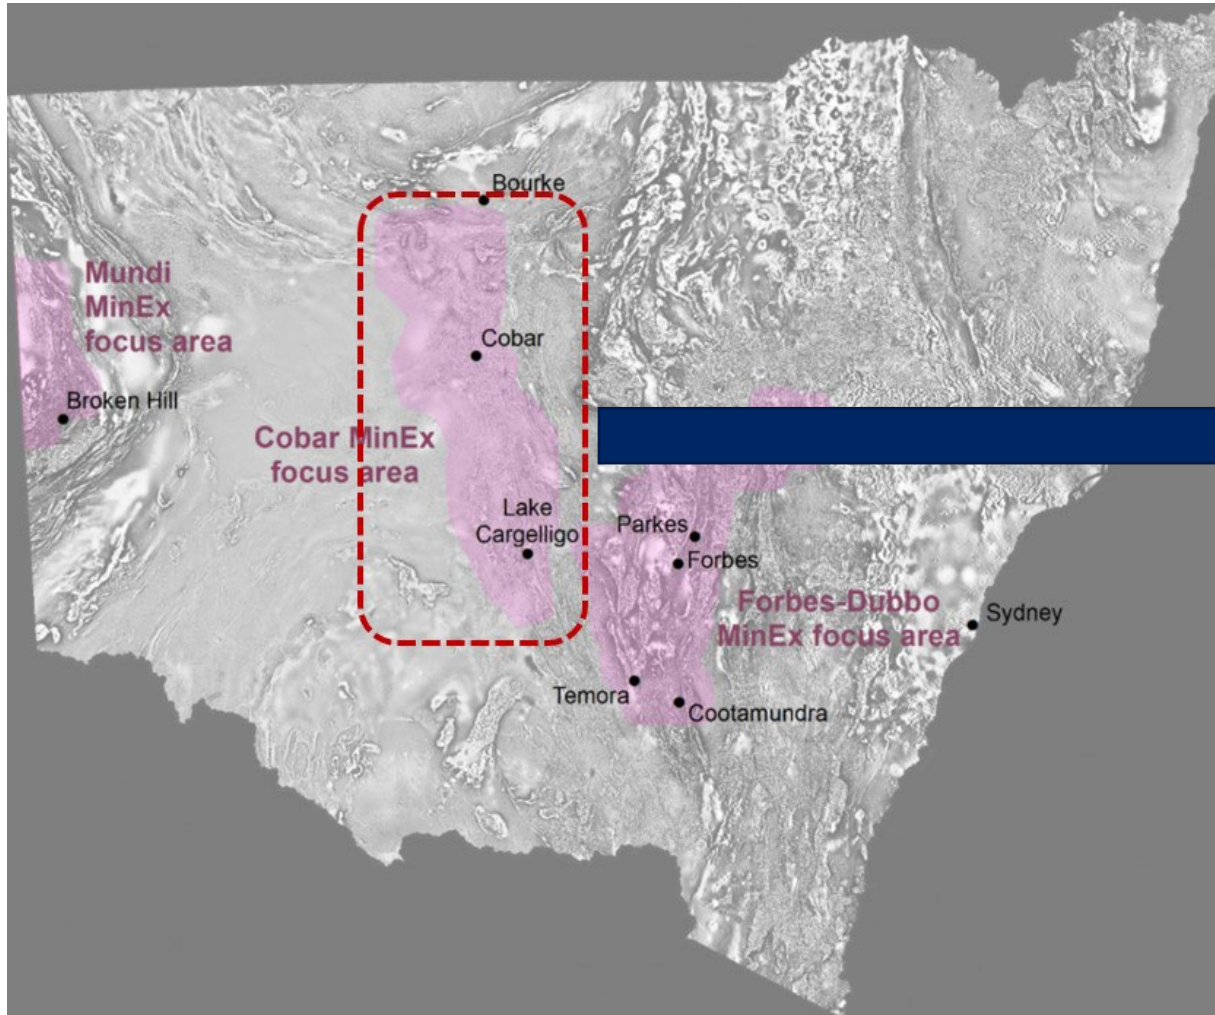 Bourke
Mundi
MinEx
focus area
Cobar
Broken Hill
Cobar MinEx
focus area
Lake
Cargelligo
Parkes
Forbes
Forbes-Dubbo
MinEx focus area
Sydney
Temora
Cootamundra